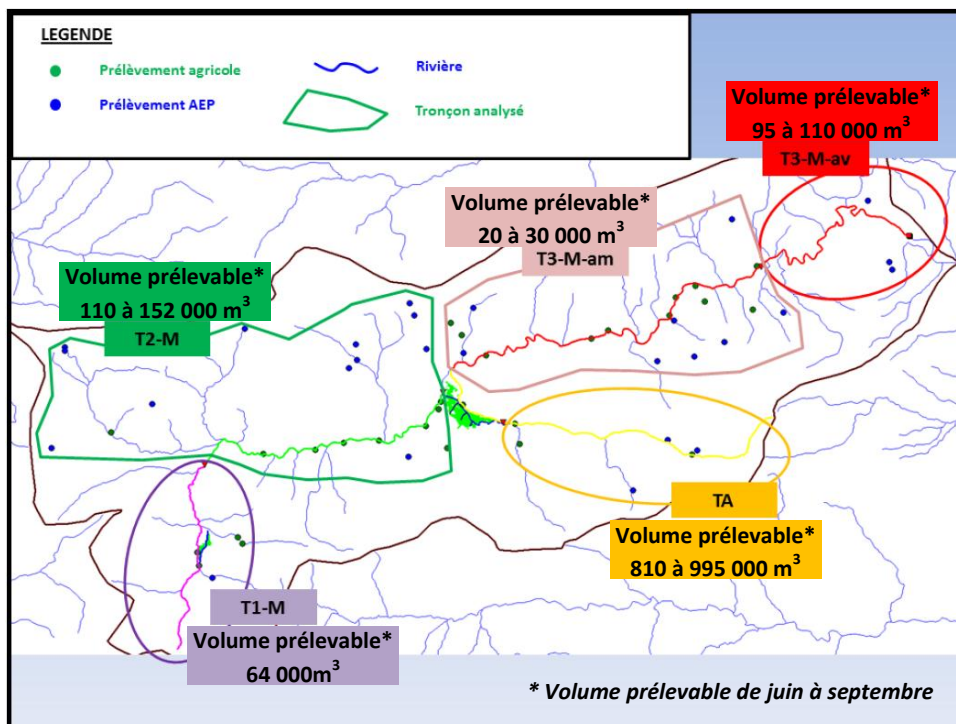 LEGENDE
Prélèvement agricole
Rivière
Prélèvement AEP
Tronçon analysé
Volume prélevable*
95 à 110 000 m³
T3-M-av
Volume prélevable*
20 à 30 000 m³
T3-M-am
Volume prélevable*
110 à 152 000 m³
T2-M
TA
Volume prélevable*
810 à 995 000 m³
T1-M
Volume prélevable*
64 000m³
* Volume prélevable de juin à septembre